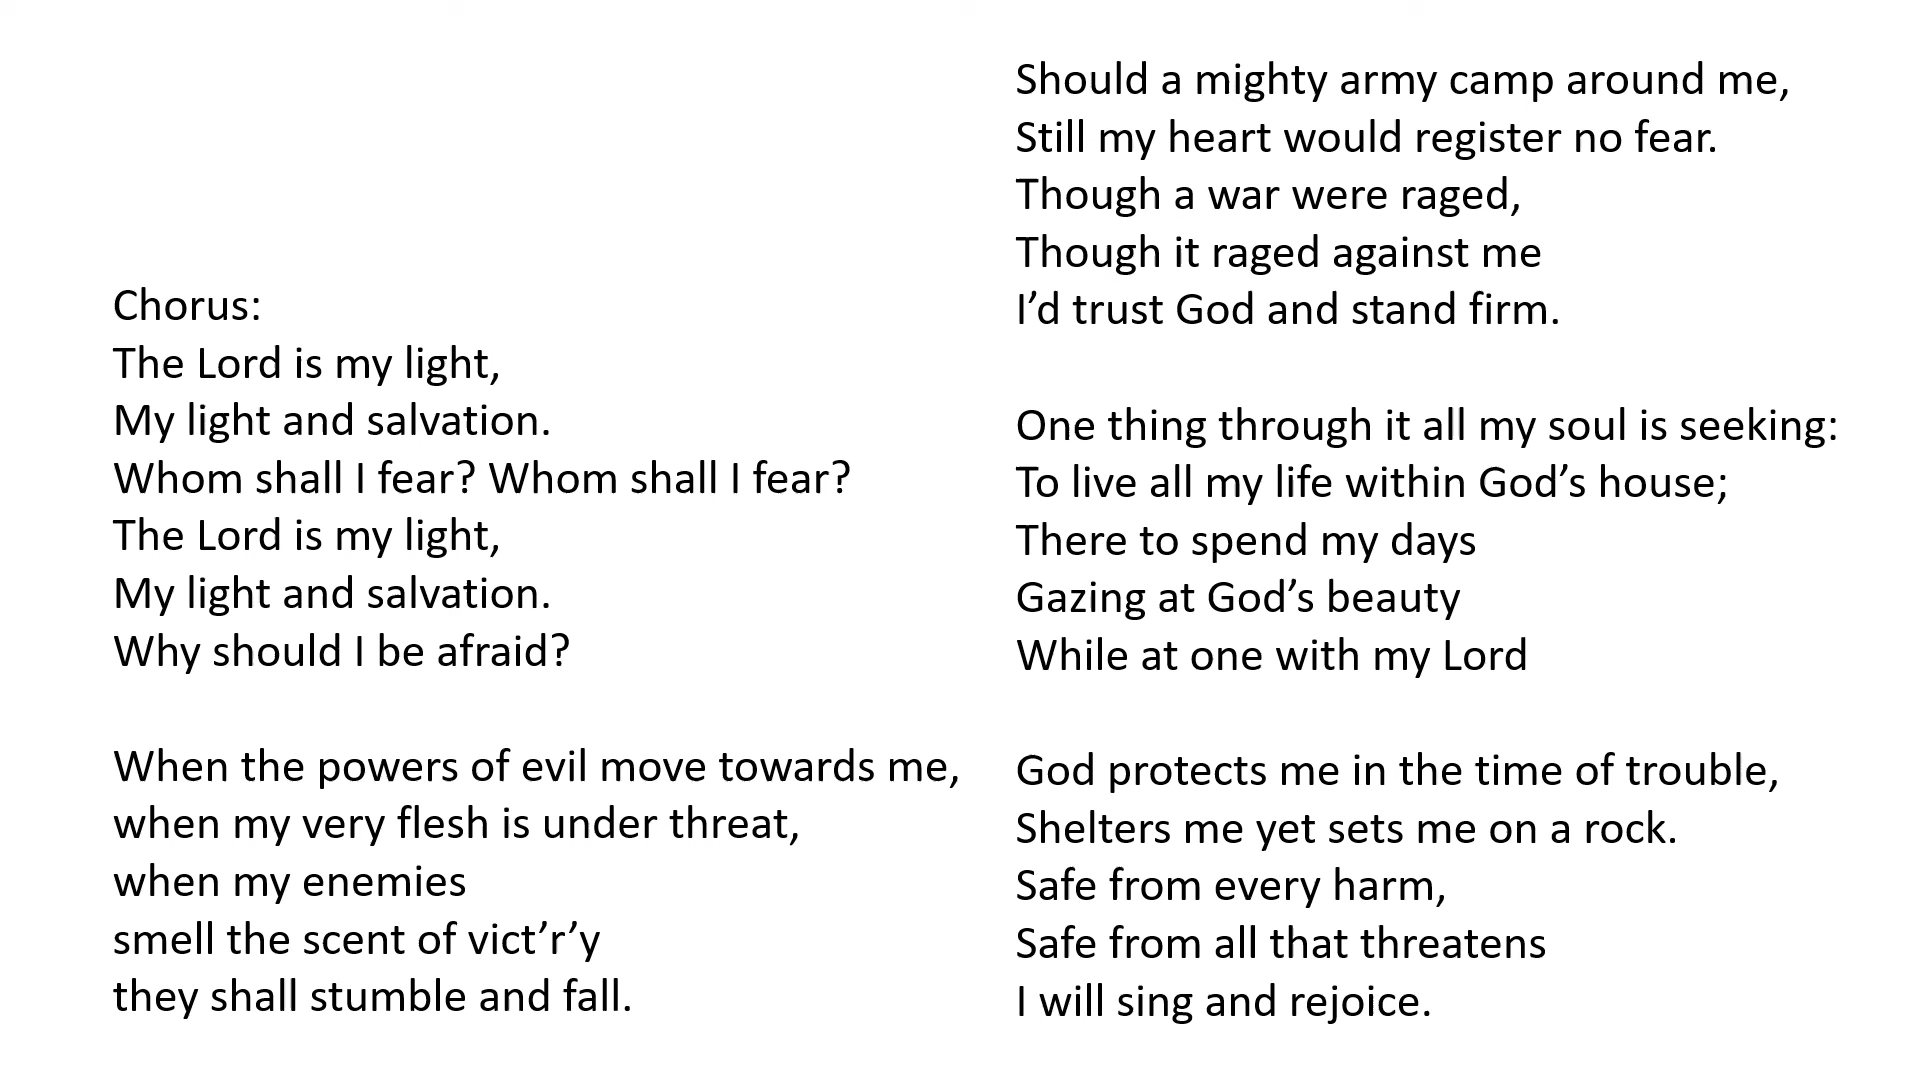 Chorus:
The Lord is my light,
My light and salvation.
Whom shall I fear? Whom shall I fear?
The Lord is my light,
My light and salvation.
Why should I be afraid?
When the powers of evil move towards me,
when my very flesh is under threat,
when my enemies
smell the scent of vict’r’y
they shall stumble and fall.
Should a mighty army camp around me,
Still my heart would register no fear.
Though a war were raged,
Though it raged against me
I’d trust God and stand firm.
One thing through it all my soul is seeking:
To live all my life within God’s house;
There to spend my days
Gazing at God’s beauty
While at one with my Lord
God protects me in the time of trouble,
Shelters me yet sets me on a rock.
Safe from every harm,
Safe from all that threatens
I will sing and rejoice.